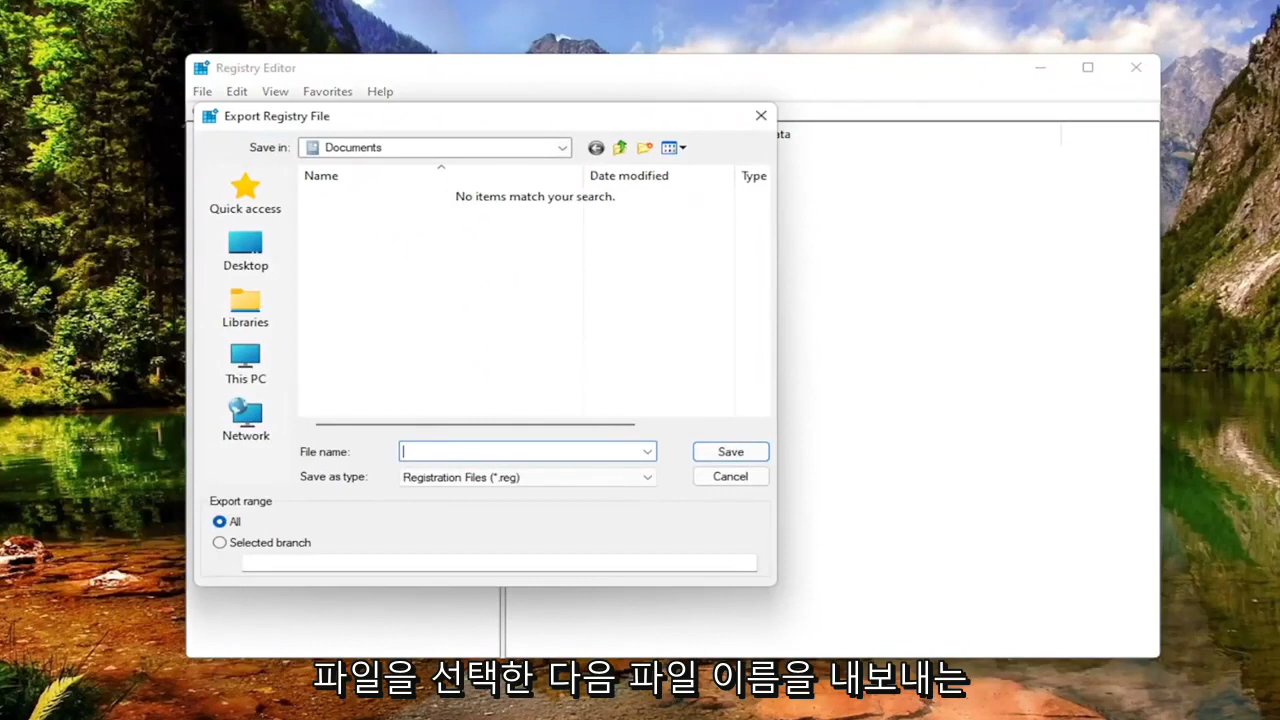 Registry Editor
File Edit View Favorites Help
Export Registry File
ata
Save in: Documents
Name Date modified Type
No items match your search.
Quick access
Desktop
Libraries
This PC
Network
File name: Save
Save as type: Registration Files (*.reg) Cancel
Export range
All
Selected branch
파일을 선택한 다음 파일 이름을 내보내는